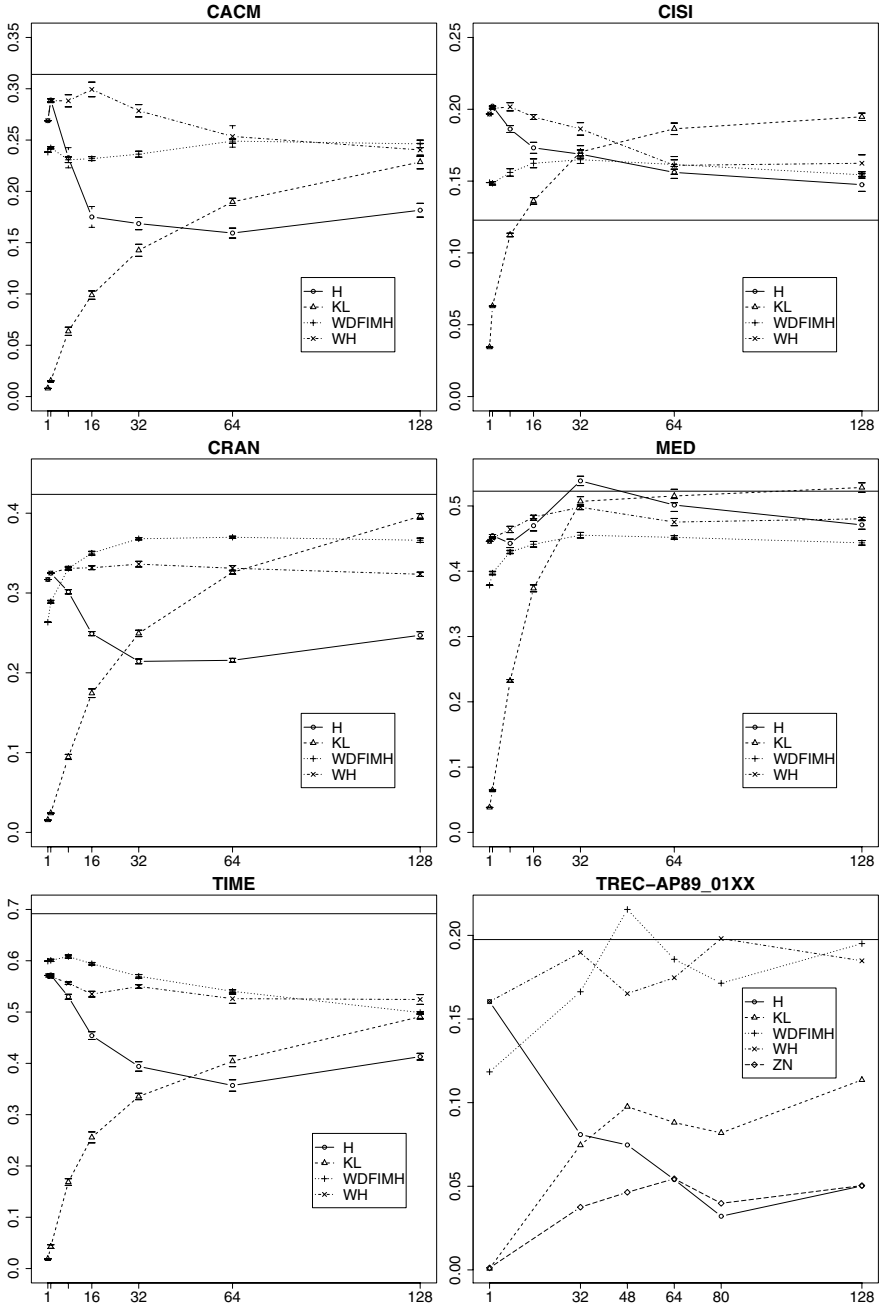 CACM
0.35
0.30
0.25
0.20
0.15
0.10
0.05
0.00
H
KL
WDFIMH
WH
1 16 32 64 128
CISI
0.25
0.20
0.15
0.10
0.05
0.00
H
KL
WDFIMH
WH
1 16 32 64 128
CRAN
0.4
0.3
0.2
0.1
0.0
H
KL
WDFIMH
WH
1 16 32 64 128
MED
0.5
0.4
0.3
0.2
0.1
0.0
H
KL
WDFIMH
WH
1 16 32 64 128
TIME
0.7
0.6
0.5
0.4
0.3
0.2
0.1
0.0
H
KL
WDFIMH
WH
1 16 32 64 128
TREC−AP89_01XX
0.20
0.15
0.10
0.05
0.00
H
KL
WDFIMH
WH
ZN
1 32 48 64 80 128